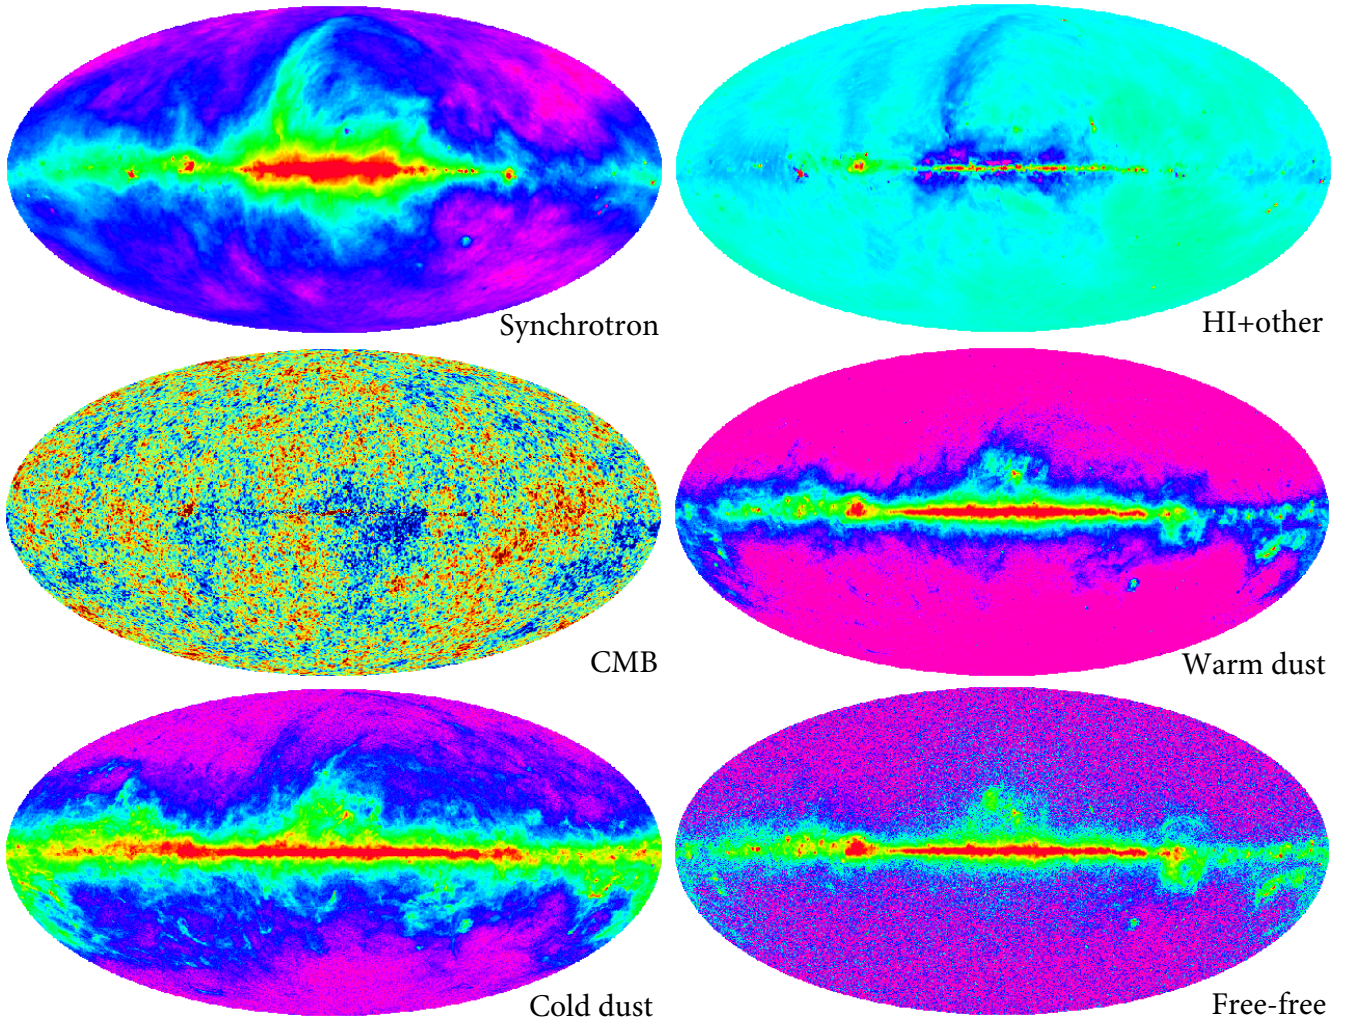 Synchrotron
HI+other
CMB
Warm dust
Cold dust
Free-free